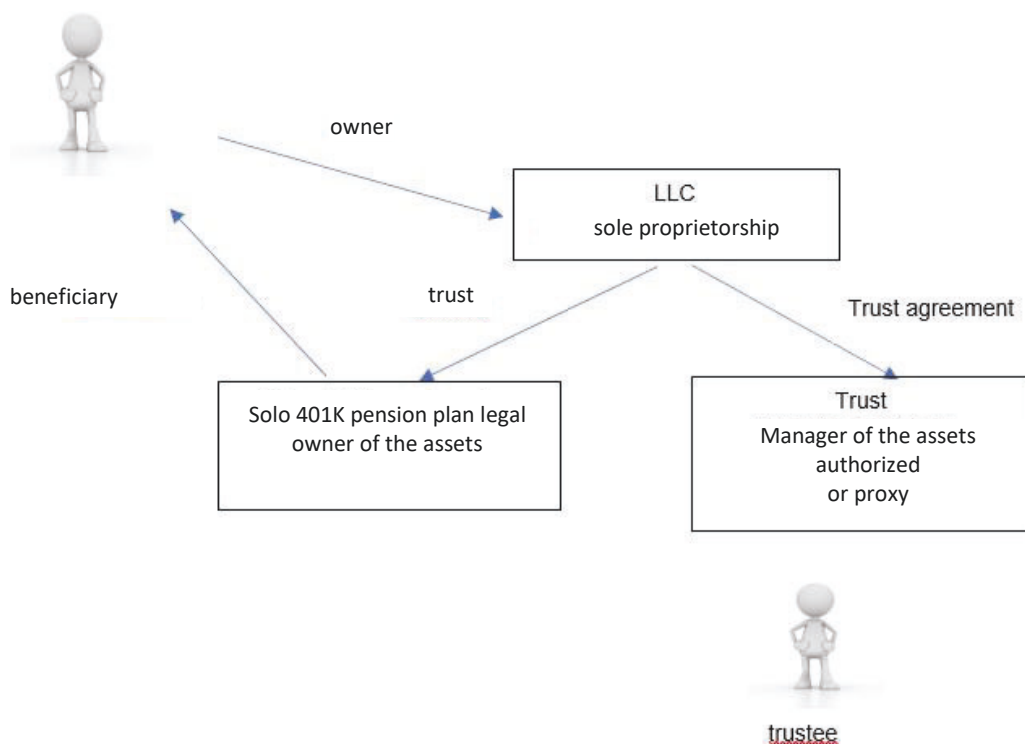 owner
LLC
sole proprietorship
beneficiary
trust
Trust agreement
Solo 401K pension plan legal
owner of the assets
Trust
Manager of the assets
authorized
or proxy
trustee